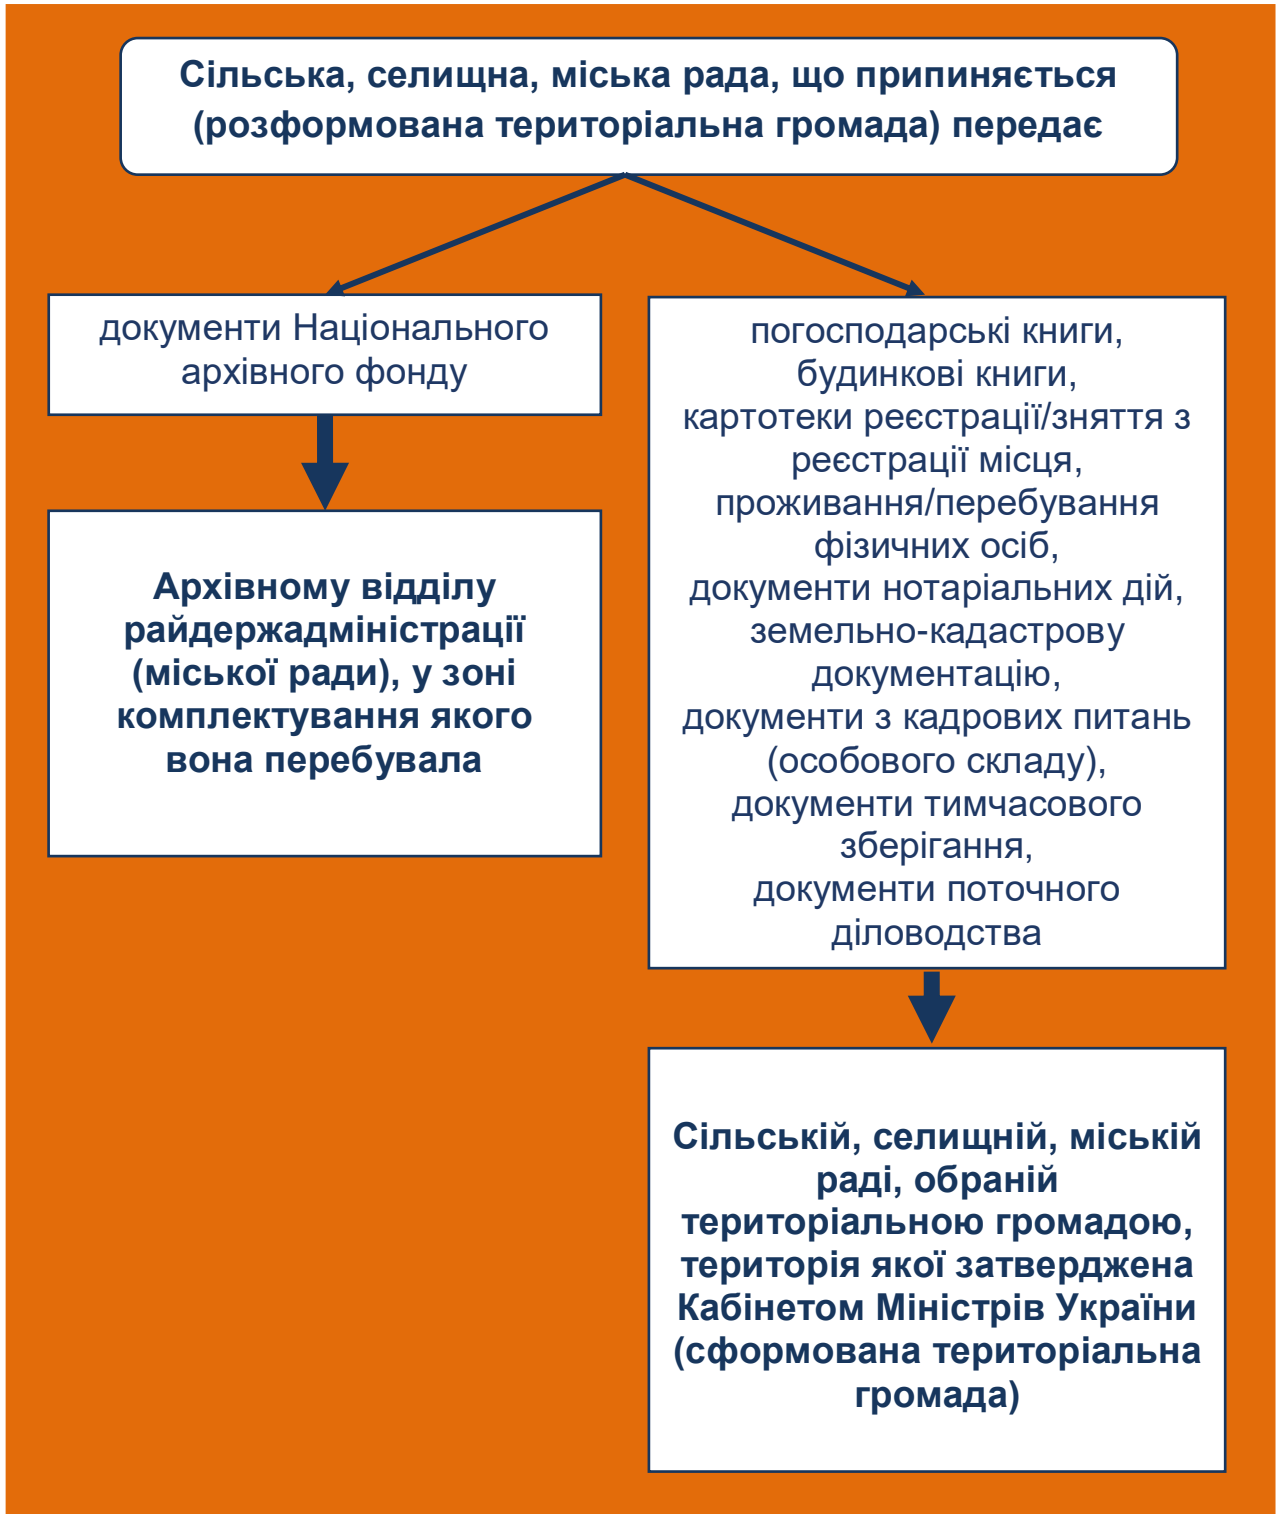 Сільська, селищна, міська рада, що припиняється
(розформована територіальна громада) передає
документи Національного
архівного фонду
Архівному відділу
райдержадміністрації
(міської ради), у зоні
комплектування якого
вона перебувала
погосподарські книги,
будинкові книги,
картотеки реєстрації/зняття з
реєстрації місця,
проживання/перебування
фізичних осіб,
документи нотаріальних дій,
земельно-кадастрову
документацію,
документи з кадрових питань
(особового складу),
документи тимчасового
зберігання,
документи поточного
діловодства
Сільській, селищній, міській
раді, обраній
територіальною громадою,
територія якої затверджена
Кабінетом Міністрів України
(сформована територіальна
громада)